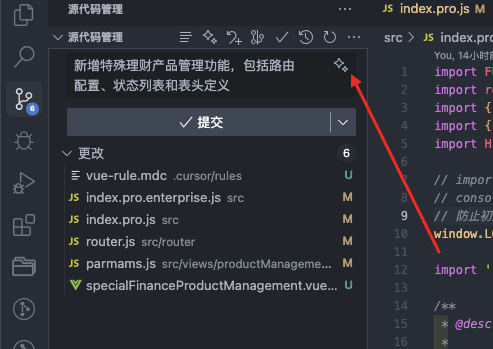 源代码管理
index.pro.js
源代码管理
src > index.pro.js
新增特殊理财产品管理功能，包括路由
配置、状态列表和表头定义
提交
更改 6
vue-rule.mdc .cursor/rules U
JS index.pro.enterprise.js src M
JS index.pro.js src M
JS router.js src/router M
JS parmams.js src/views/productManageme... M
specialFinanceProductManagement.vue... U
You, 14小时前
1 import
2 import
3 import {
4 import {
5 import
6
7 // impor
8 // conso
9 // 防止初
10 window.L
11
12 import '
13
14 /**
15 * @desc
16 *